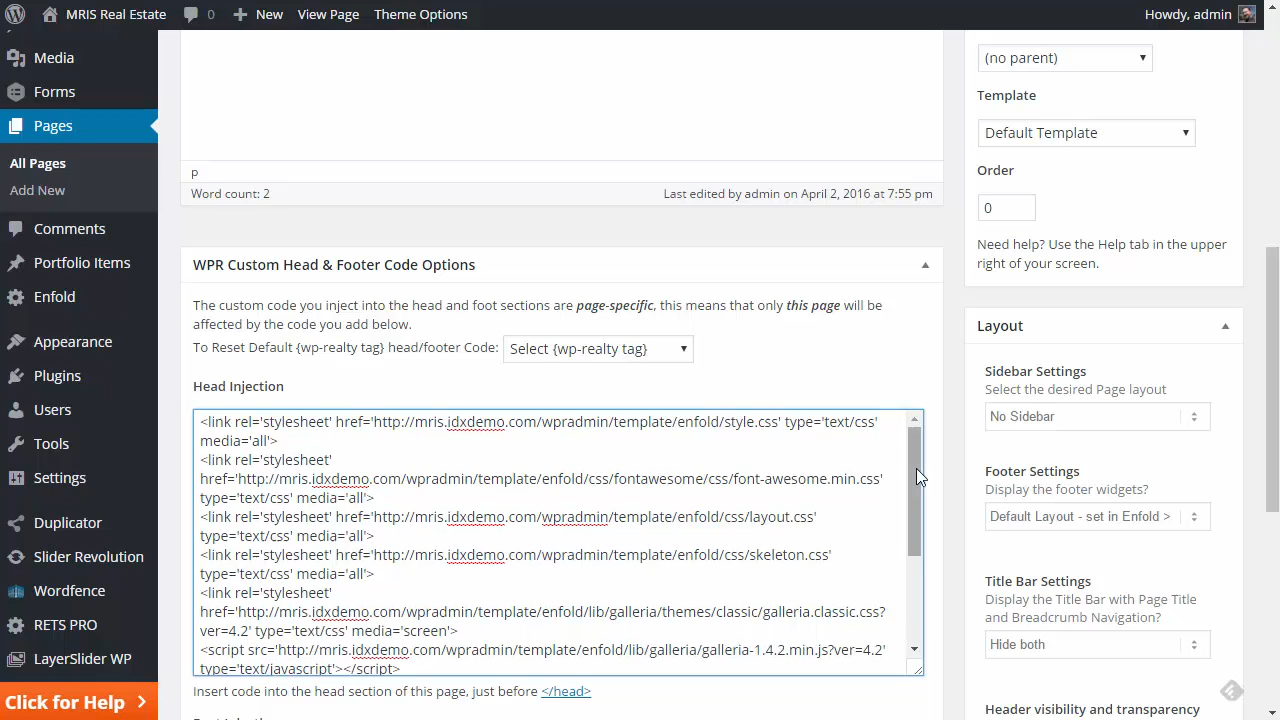 MRIS Real Estate 0 New View Page Theme Options Howdy, admin
Media
Forms
Pages
All Pages
Add New
Comments
Portfolio Items
Enfold
Appearance
Plugins
Users
Tools
Settings
Duplicator
Slider Revolution
Wordfence
RETS PRO
LayerSlider WP
Click for Help
p
Word count: 2 Last edited by admin on April 2, 2016 at 7:55 pm
WPR Custom Head & Footer Code Options
The custom code you inject into the head and foot sections are page-specific, this means that only this page will be
affected by the code you add below.
To Reset Default {wp-realty tag} head/footer Code: Select {wp-realty tag}
Head Injection
<link rel='stylesheet' href='http://mris.idxdemo.com/wpradmin/template/enfold/style.css' type='text/css'
media='all'>
<link rel='stylesheet'
href='http://mris.idxdemo.com/wpradmin/template/enfold/css/fontawesome/css/font-awesome.min.css'
type='text/css' media='all'>
<link rel='stylesheet' href='http://mris.idxdemo.com/wpradmin/template/enfold/css/layout.css'
type='text/css' media='all'>
<link rel='stylesheet' href='http://mris.idxdemo.com/wpradmin/template/enfold/css/skeleton.css'
type='text/css' media='all'>
<link rel='stylesheet'
href='http://mris.idxdemo.com/wpradmin/template/enfold/lib/galleria/themes/classic/galleria.classic.css?
ver=4.2' type='text/css' media='screen'>
<script src='http://mris.idxdemo.com/wpradmin/template/enfold/lib/galleria/galleria-1.4.2.min.js?ver=4.2'
type='text/javascript'></script>
Insert code into the head section of this page, just before </head>
(no parent)
Template
Default Template
Order
0
Need help? Use the Help tab in the upper
right of your screen.
Layout
Sidebar Settings
Select the desired Page layout
No Sidebar
Footer Settings
Display the footer widgets?
Default Layout - set in Enfold >
Title Bar Settings
Display the Title Bar with Page Title
and Breadcrumb Navigation?
Hide both
Header visibility and transparency